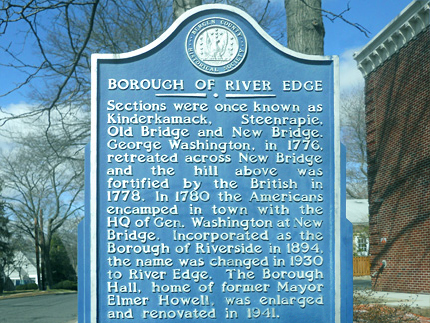 BERGEN COUNTY
HISTORICAL SOCIETY
BOROUGH OF RIVER EDGE
Sections were once known as
Kinderkamack, Steenrapie,
Old Bridge and New Bridge.
George Washington, in 1776,
retreated across New Bridge
and the hill above was
fortified by the British in
1778. In 1780 the Americans
encamped in town with the
HQ of Gen. Washington at New
Bridge. Incorporated as the
Borough of Riverside in 1894,
the name was changed in 1930
to River Edge. The Borough
Hall, home of former Mayor
Elmer Howell, was enlarged
and renovated in 1941.